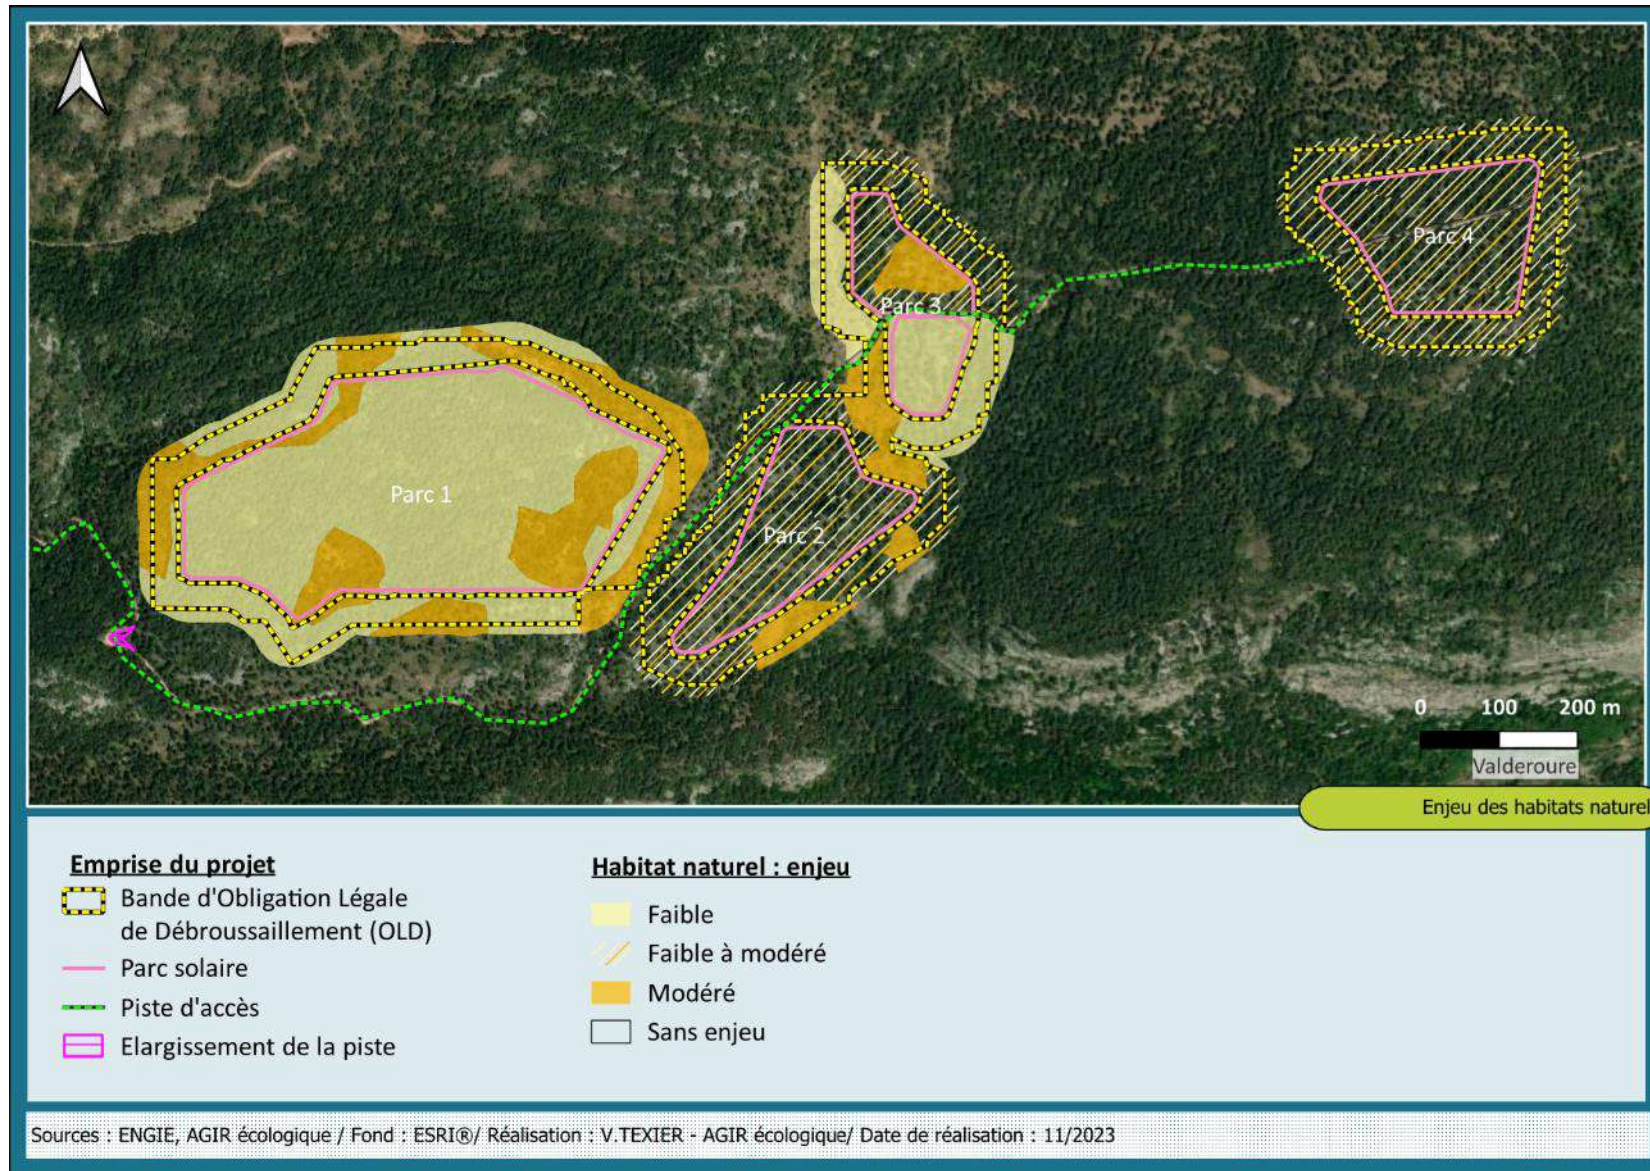 Parc 4
Parc 3
Parc 1
Parc 2
0 100 200 m
Valderoure
Enjeu des habitats naturel
Emprise du projet
Bande d'Obligation Légale
de Débroussaillement (OLD)
Parc solaire
Piste d'accès
Elargissement de la piste
Habitat naturel : enjeu
Faible
Faible à modéré
Modéré
Sans enjeu
Sources : ENGIE, AGIR écologique / Fond : ESRI®/ Réalisation : V.TEXIER - AGIR écologique/ Date de réalisation : 11/2023